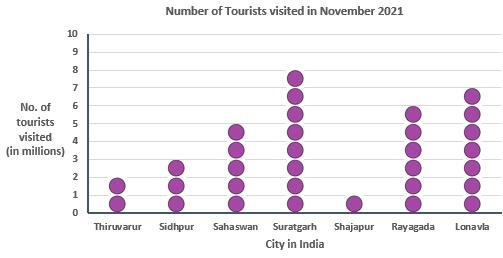 Number of Tourists visited in November 2021
10
9
8
7
6
5
4
3
2
1
0
No. of
tourists
visited
(in millions)
Thiruvarur Sidhpur Sahaswan Suratgarh Shajapur Rayagada Lonavla
City in India